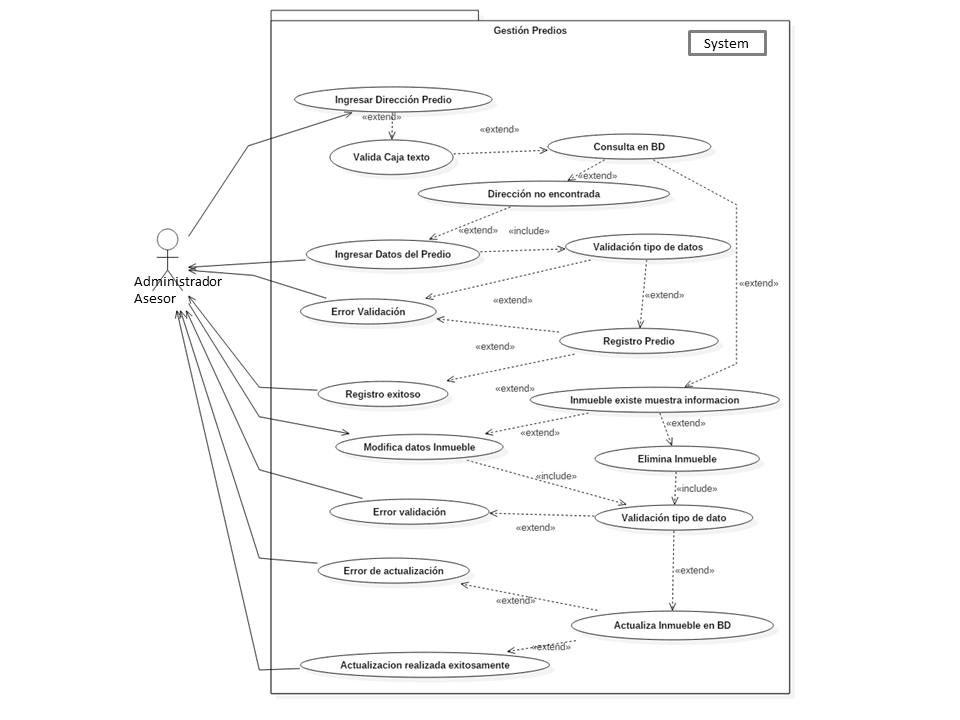 Gestión Predios
System
Ingresar Dirección Predio
«extend»
«extend»
Consulta en BD
Valida Caja texto
«extend»
Dirección no encontrada
«extend»
«include»
Validación tipo de datos
Ingresar Datos del Predio
Administrador
Asesor
«extend»
«extend»
«extend»
Error Validación
Registro Predio
«extend»
«extend»
Registro exitoso
Inmueble existe muestra informacion
«extend»
«extend»
Modifica datos Inmueble
Elimina Inmueble
«include»
«include»
Error validación
Validación tipo de dato
«extend»
Error de actualización
«extend»
«extend»
Actualiza Inmueble en BD
«extend»
Actualizacion realizada exitosamente